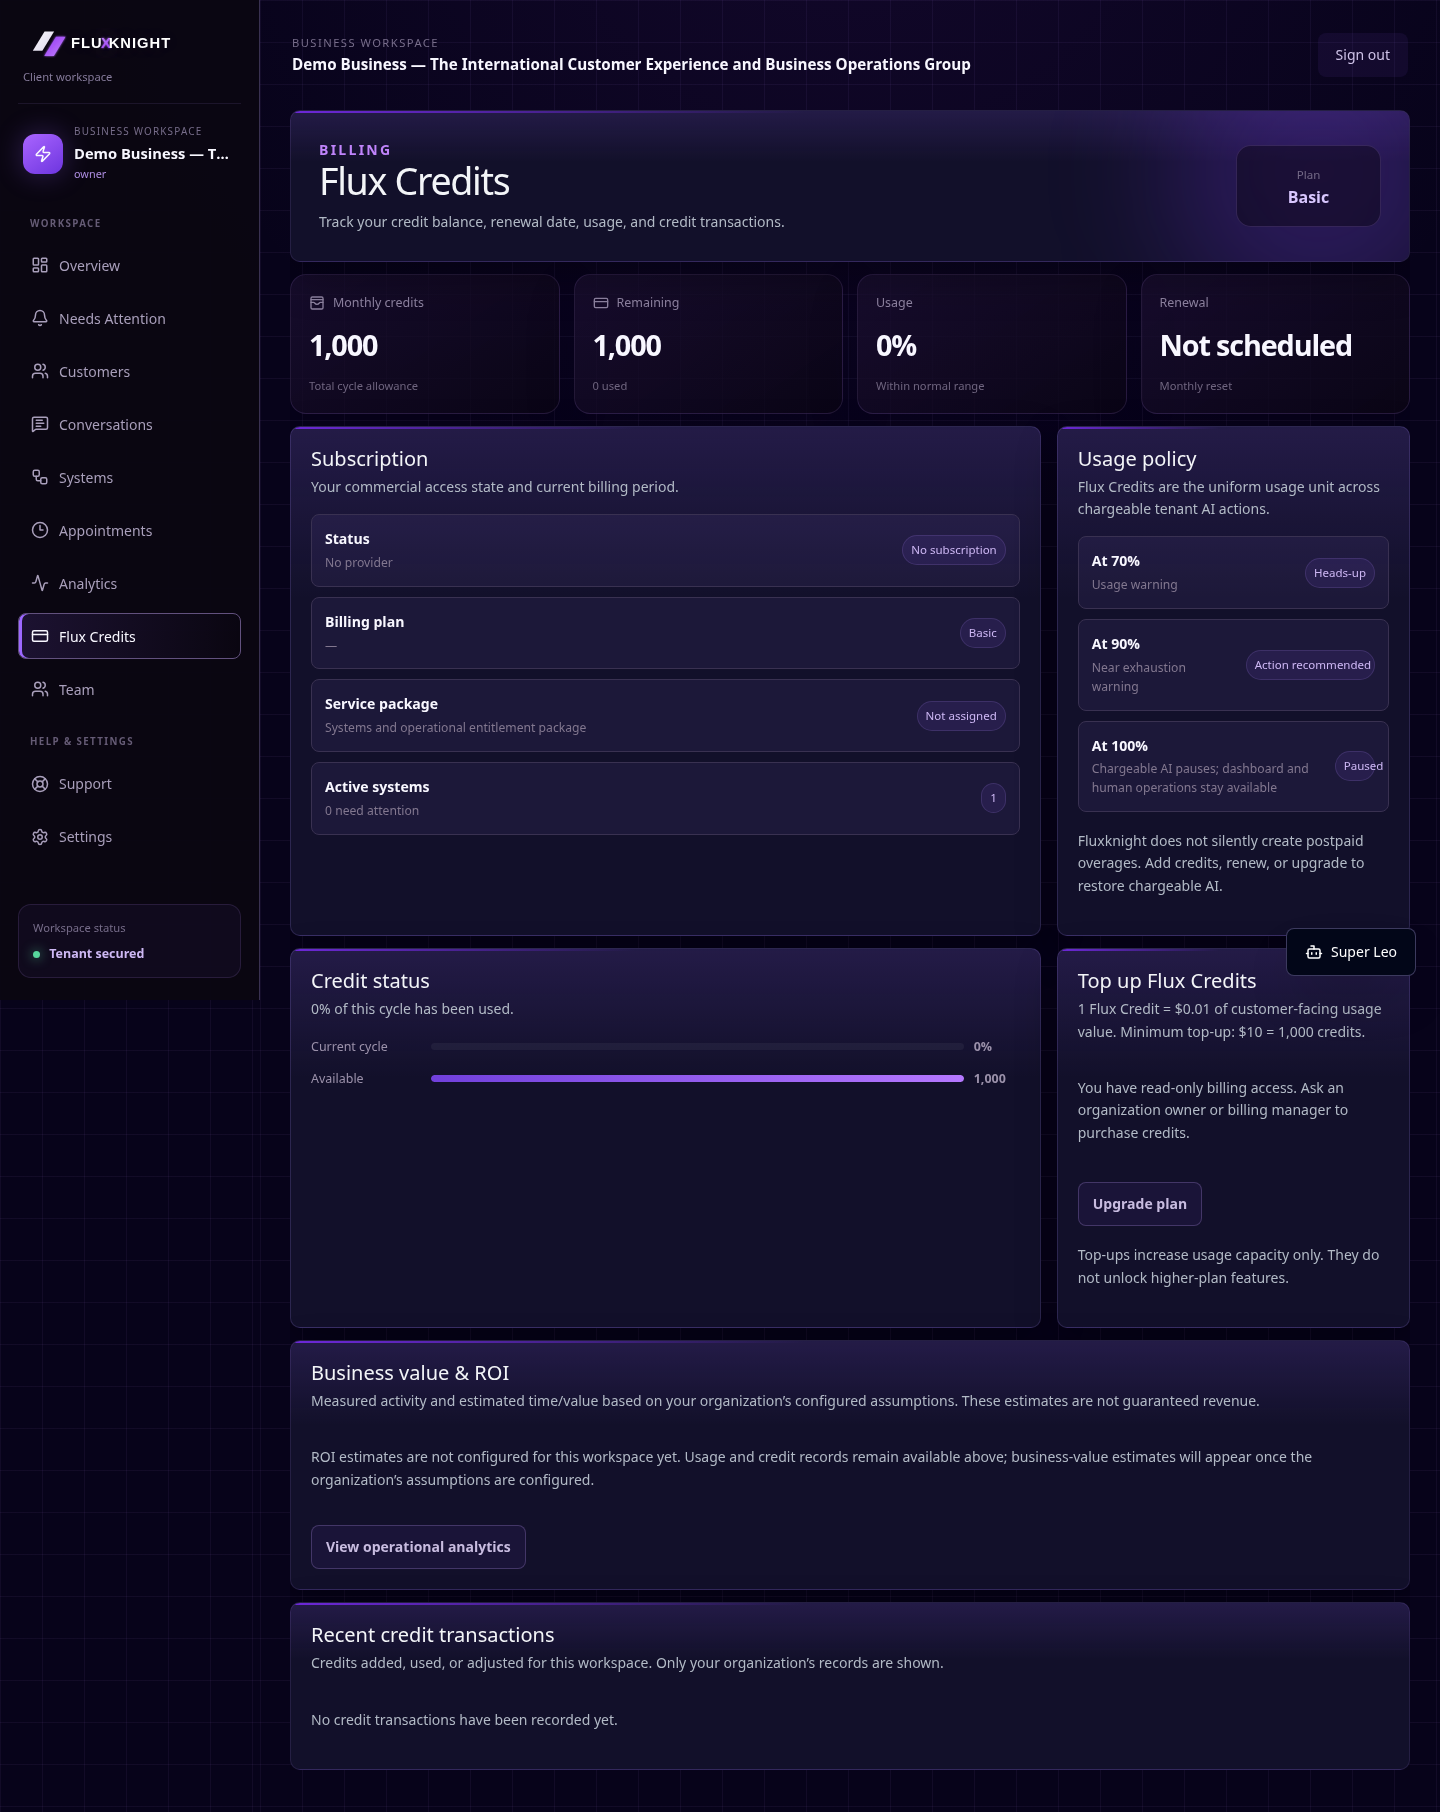 FLUXKNIGHT
Client workspace
BUSINESS WORKSPACE
Demo Business — T...
owner
WORKSPACE
Overview
Needs Attention
Customers
Conversations
Systems
Appointments
Analytics
Flux Credits
Team
HELP & SETTINGS
Support
Settings
Workspace status
Tenant secured
BUSINESS WORKSPACE
Demo Business — The International Customer Experience and Business Operations Group
Sign out
BILLING
Flux Credits
Track your credit balance, renewal date, usage, and credit transactions.
Plan
Basic
Monthly credits
1,000
Total cycle allowance
Remaining
1,000
0 used
Usage
0%
Within normal range
Renewal
Not scheduled
Monthly reset
Subscription
Your commercial access state and current billing period.
Status
No provider
No subscription
Billing plan
—
Basic
Service package
Systems and operational entitlement package
Not assigned
Active systems
0 need attention
1
Usage policy
Flux Credits are the uniform usage unit across
chargeable tenant AI actions.
At 70%
Usage warning
Heads-up
At 90%
Near exhaustion
warning
Action recommended
At 100%
Chargeable AI pauses; dashboard and
human operations stay available
Paused
Fluxknight does not silently create postpaid
overages. Add credits, renew, or upgrade to
restore chargeable AI.
Super Leo
Credit status
0% of this cycle has been used.
Current cycle
0%
Available
1,000
Top up Flux Credits
1 Flux Credit = $0.01 of customer-facing usage
value. Minimum top-up: $10 = 1,000 credits.
You have read-only billing access. Ask an
organization owner or billing manager to
purchase credits.
Upgrade plan
Top-ups increase usage capacity only. They do
not unlock higher-plan features.
Business value & ROI
Measured activity and estimated time/value based on your organization’s configured assumptions. These estimates are not guaranteed revenue.
ROI estimates are not configured for this workspace yet. Usage and credit records remain available above; business-value estimates will appear once the
organization’s assumptions are configured.
View operational analytics
Recent credit transactions
Credits added, used, or adjusted for this workspace. Only your organization’s records are shown.
No credit transactions have been recorded yet.